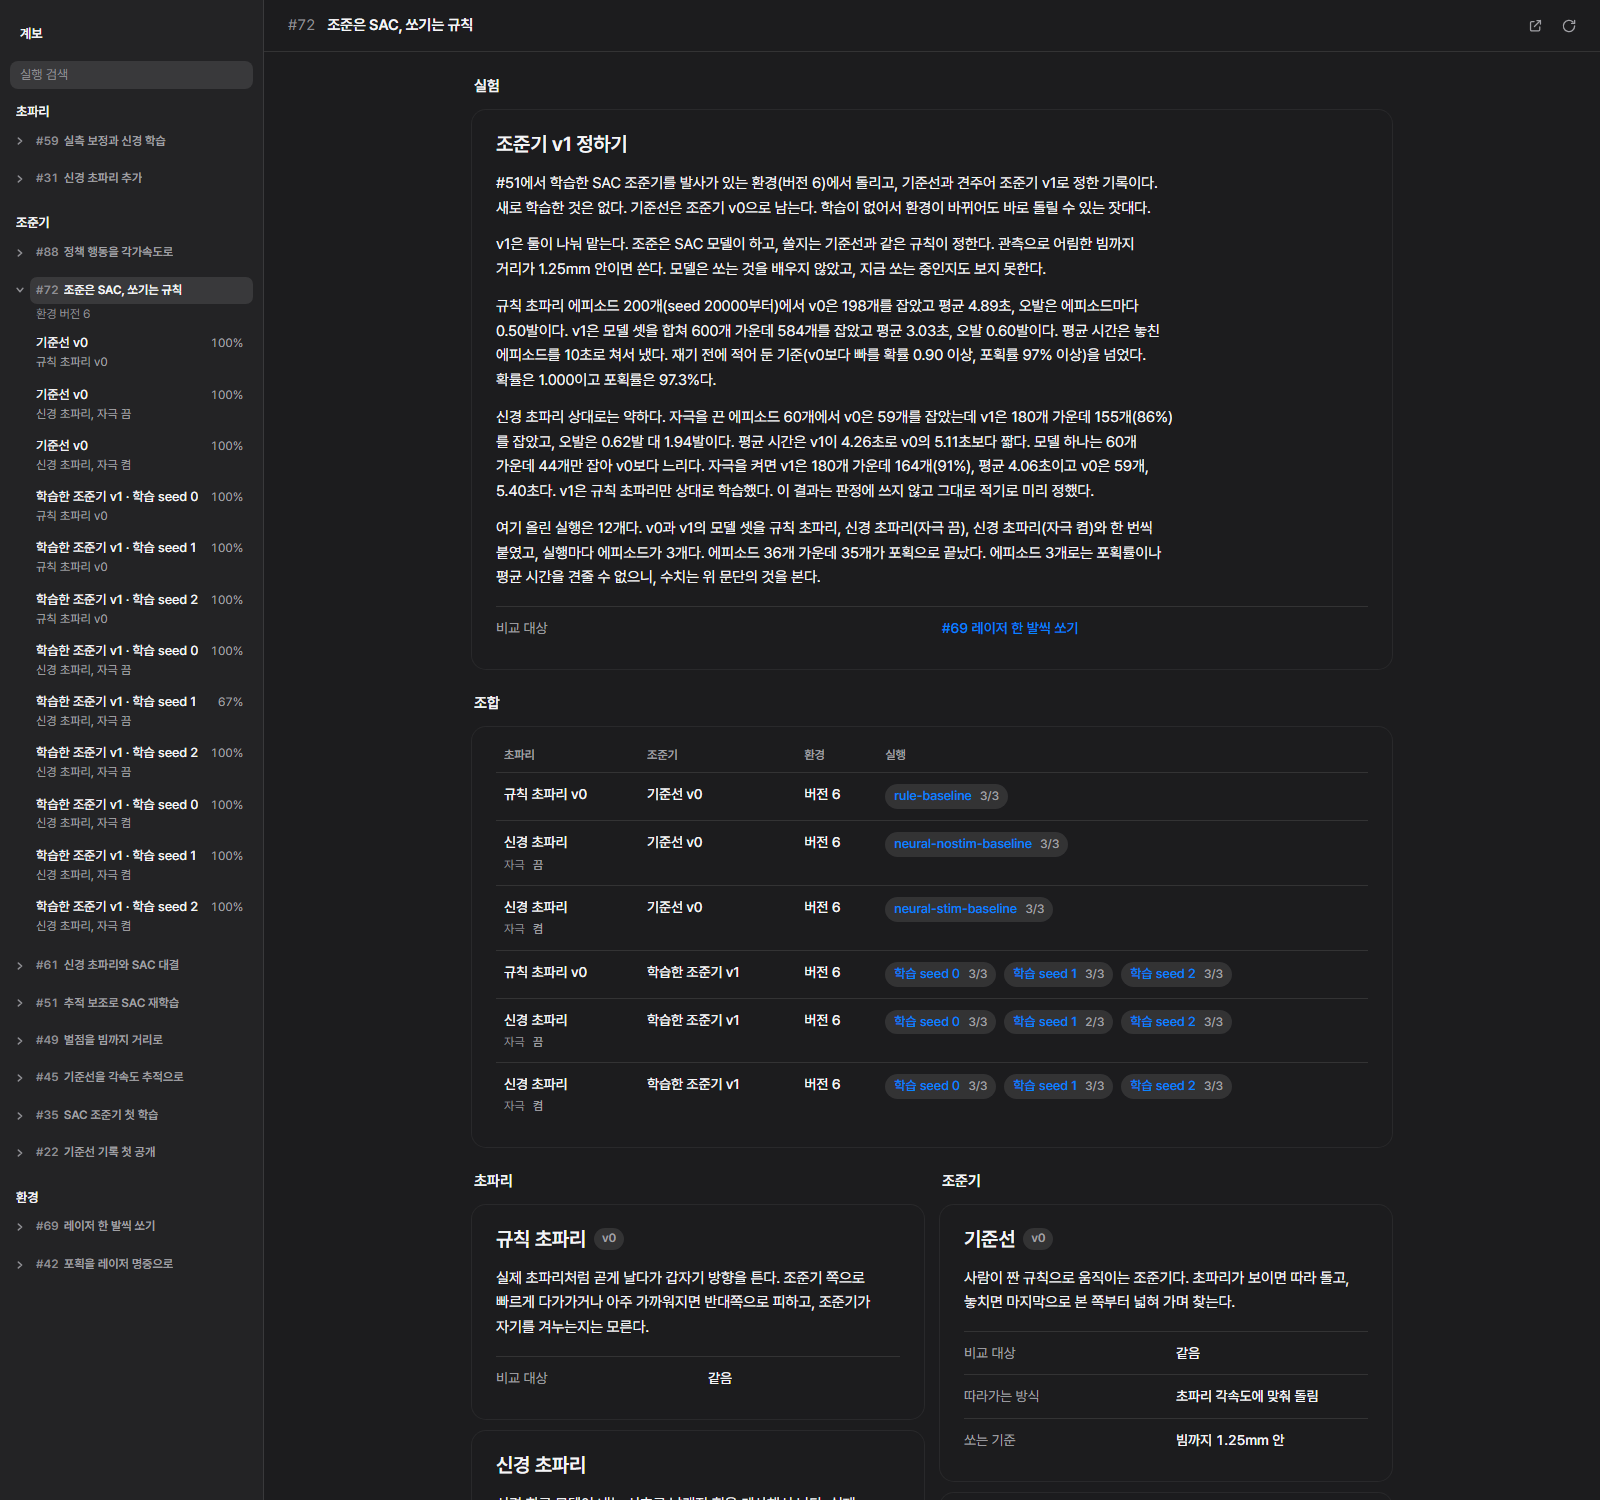 계보
실행 검색
초파리
#59 실측 보정과 신경 학습
#31 신경 초파리 추가
조준기
#88 정책 행동을 각가속도로
#72 조준은 SAC, 쏘기는 규칙
환경 버전 6
기준선 v0 100%
규칙 초파리 v0
기준선 v0 100%
신경 초파리, 자극 끔
기준선 v0 100%
신경 초파리, 자극 켬
학습한 조준기 v1 · 학습 seed 0 100%
규칙 초파리 v0
학습한 조준기 v1 · 학습 seed 1 100%
규칙 초파리 v0
학습한 조준기 v1 · 학습 seed 2 100%
규칙 초파리 v0
학습한 조준기 v1 · 학습 seed 0 100%
신경 초파리, 자극 끔
학습한 조준기 v1 · 학습 seed 1 67%
신경 초파리, 자극 끔
학습한 조준기 v1 · 학습 seed 2 100%
신경 초파리, 자극 끔
학습한 조준기 v1 · 학습 seed 0 100%
신경 초파리, 자극 켬
학습한 조준기 v1 · 학습 seed 1 100%
신경 초파리, 자극 켬
학습한 조준기 v1 · 학습 seed 2 100%
신경 초파리, 자극 켬
#61 신경 초파리와 SAC 대결
#51 추적 보조로 SAC 재학습
#49 벌점을 빔까지 거리로
#45 기준선을 각속도 추적으로
#35 SAC 조준기 첫 학습
#22 기준선 기록 첫 공개
환경
#69 레이저 한 발씩 쏘기
#42 포획을 레이저 명중으로
#72 조준은 SAC, 쏘기는 규칙
실험
조준기 v1 정하기
#51에서 학습한 SAC 조준기를 발사가 있는 환경(버전 6)에서 돌리고, 기준선과 견주어 조준기 v1로 정한 기록이다.
새로 학습한 것은 없다. 기준선은 조준기 v0으로 남는다. 학습이 없어서 환경이 바뀌어도 바로 돌릴 수 있는 잣대다.
v1은 둘이 나눠 맡는다. 조준은 SAC 모델이 하고, 쏠지는 기준선과 같은 규칙이 정한다. 관측으로 어림한 빔까지
거리가 1.25mm 안이면 쏜다. 모델은 쏘는 것을 배우지 않았고, 지금 쏘는 중인지도 보지 못한다.
규칙 초파리 에피소드 200개(seed 20000부터)에서 v0은 198개를 잡았고 평균 4.89초, 오발은 에피소드마다
0.50발이다. v1은 모델 셋을 합쳐 600개 가운데 584개를 잡았고 평균 3.03초, 오발 0.60발이다. 평균 시간은 놓친
에피소드를 10초로 쳐서 냈다. 재기 전에 적어 둔 기준(v0보다 빠를 확률 0.90 이상, 포획률 97% 이상)을 넘었다.
확률은 1.000이고 포획률은 97.3%다.
신경 초파리 상대로는 약하다. 자극을 끈 에피소드 60개에서 v0은 59개를 잡았는데 v1은 180개 가운데 155개(86%)
를 잡았고, 오발은 0.62발 대 1.94발이다. 평균 시간은 v1이 4.26초로 v0의 5.11초보다 짧다. 모델 하나는 60개
가운데 44개만 잡아 v0보다 느리다. 자극을 켜면 v1은 180개 가운데 164개(91%), 평균 4.06초이고 v0은 59개,
5.40초다. v1은 규칙 초파리만 상대로 학습했다. 이 결과는 판정에 쓰지 않고 그대로 적기로 미리 정했다.
여기 올린 실행은 12개다. v0과 v1의 모델 셋을 규칙 초파리, 신경 초파리(자극 끔), 신경 초파리(자극 켬)와 한 번씩
붙였고, 실행마다 에피소드가 3개다. 에피소드 36개 가운데 35개가 포획으로 끝났다. 에피소드 3개로는 포획률이나
평균 시간을 견줄 수 없으니, 수치는 위 문단의 것을 본다.
비교 대상 #69 레이저 한 발씩 쏘기
조합
초파리 조준기 환경 실행
규칙 초파리 v0 기준선 v0 버전 6 rule-baseline 3/3
신경 초파리 기준선 v0 버전 6 neural-nostim-baseline 3/3
자극 끔
신경 초파리 기준선 v0 버전 6 neural-stim-baseline 3/3
자극 켬
규칙 초파리 v0 학습한 조준기 v1 버전 6 학습 seed 0 3/3 학습 seed 1 3/3 학습 seed 2 3/3
신경 초파리 학습한 조준기 v1 버전 6 학습 seed 0 3/3 학습 seed 1 2/3 학습 seed 2 3/3
자극 끔
신경 초파리 학습한 조준기 v1 버전 6 학습 seed 0 3/3 학습 seed 1 3/3 학습 seed 2 3/3
자극 켬
초파리
규칙 초파리 v0
실제 초파리처럼 곧게 날다가 갑자기 방향을 튼다. 조준기 쪽으로
빠르게 다가가거나 아주 가까워지면 반대쪽으로 피하고, 조준기가
자기를 겨누는지는 모른다.
비교 대상 같음
신경 초파리
조준기
기준선 v0
사람이 짠 규칙으로 움직이는 조준기다. 초파리가 보이면 따라 돌고,
놓치면 마지막으로 본 쪽부터 넓혀 가며 찾는다.
비교 대상 같음
따라가는 방식 초파리 각속도에 맞춰 돌림
쏘는 기준 빔까지 1.25mm 안